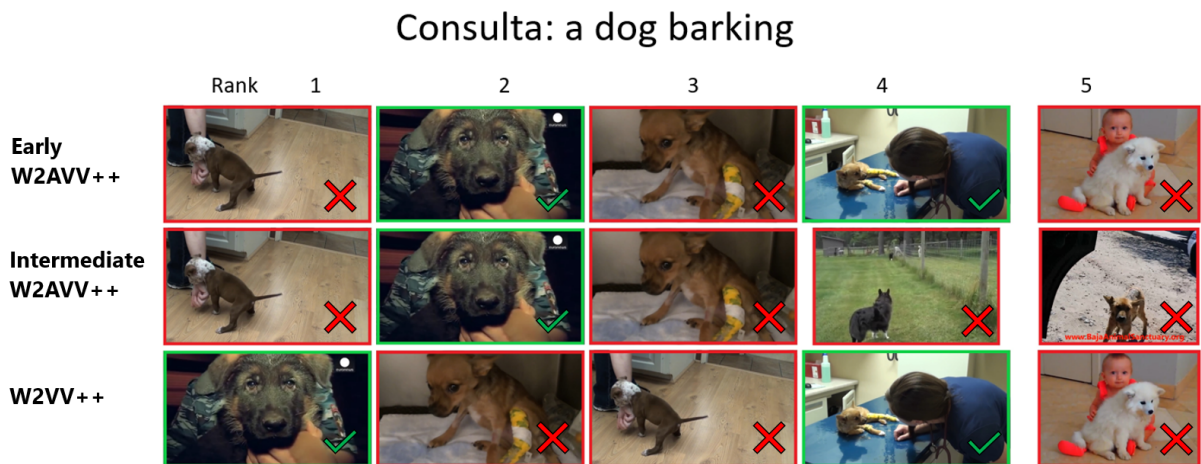 Consulta: a dog barking
Rank 1 2 3 4 5
Early
W2AVV++
Intermediate
W2AVV++
W2VV++